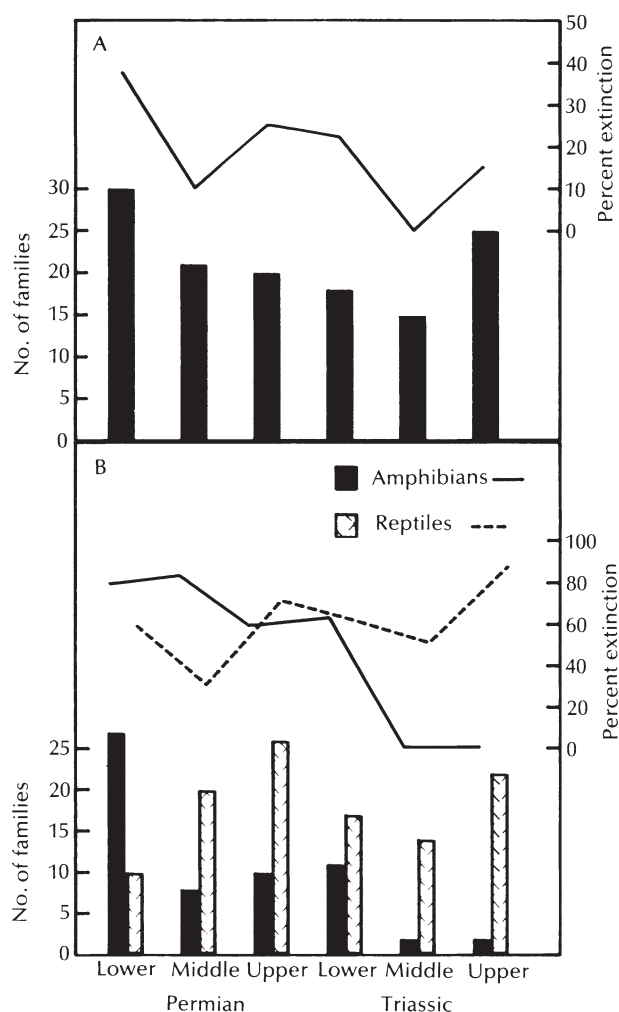 A
50
40
30
20
10
0
Percent extinction
30
25
20
15
10
5
0
No. of families
B
Amphibians
Reptiles
100
80
60
40
20
0
Percent extinction
25
20
15
10
5
0
No. of families
Lower Middle Upper Lower Middle Upper
Permian Triassic